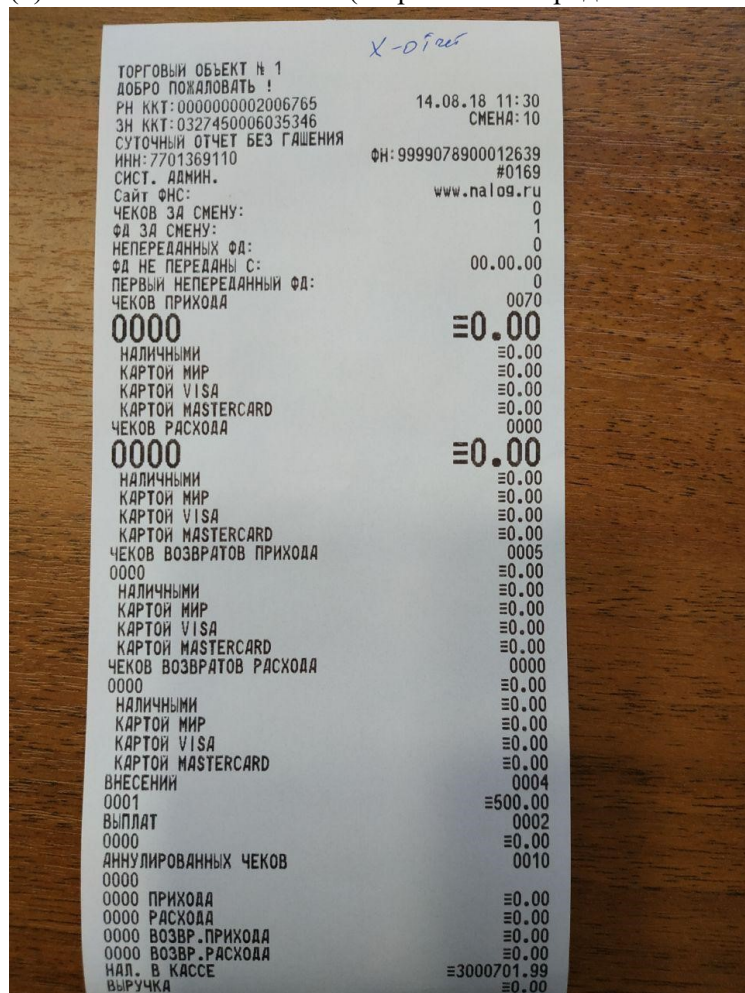 X-отчет
ТОРГОВЫЙ ОБЪЕКТ № 1
ДОБРО ПОЖАЛОВАТЬ !
РН ККТ:0000000002006765 14.08.18 11:30
ЗН ККТ:0327450006035346 СМЕНА:10
СУТОЧНЫЙ ОТЧЕТ БЕЗ ГАШЕНИЯ
ИНН:7701369110 ФН:9999078900012639
СИСТ. АДМИН. #0169
Сайт ФНС: www.nalog.ru
ЧЕКОВ ЗА СМЕНУ: 0
ФД ЗА СМЕНУ: 1
НЕПЕРЕДАННЫХ ФД: 0
ФД НЕ ПЕРЕДАНЫ С: 00.00.00
ПЕРВЫЙ НЕПЕРЕДАННЫЙ ФД: 0
ЧЕКОВ ПРИХОДА 0070
0000 ≡0.00
НАЛИЧНЫМИ ≡0.00
КАРТОЙ МИР ≡0.00
КАРТОЙ VISA ≡0.00
КАРТОЙ MASTERCARD ≡0.00
ЧЕКОВ РАСХОДА 0000
0000 ≡0.00
НАЛИЧНЫМИ ≡0.00
КАРТОЙ МИР ≡0.00
КАРТОЙ VISA ≡0.00
КАРТОЙ MASTERCARD ≡0.00
ЧЕКОВ ВОЗВРАТОВ ПРИХОДА 0005
0000 ≡0.00
НАЛИЧНЫМИ ≡0.00
КАРТОЙ МИР ≡0.00
КАРТОЙ VISA ≡0.00
КАРТОЙ MASTERCARD ≡0.00
ЧЕКОВ ВОЗВРАТОВ РАСХОДА 0000
0000 ≡0.00
НАЛИЧНЫМИ ≡0.00
КАРТОЙ МИР ≡0.00
КАРТОЙ VISA ≡0.00
КАРТОЙ MASTERCARD ≡0.00
ВНЕСЕНИЙ 0004
0001 ≡500.00
ВЫПЛАТ 0002
0000 ≡0.00
АННУЛИРОВАННЫХ ЧЕКОВ 0010
0000
0000 ПРИХОДА ≡0.00
0000 РАСХОДА ≡0.00
0000 ВОЗВР.ПРИХОДА ≡0.00
0000 ВОЗВР.РАСХОДА ≡0.00
НАЛ. В КАССЕ ≡3000701.99
ВЫРУЧКА ≡0.00